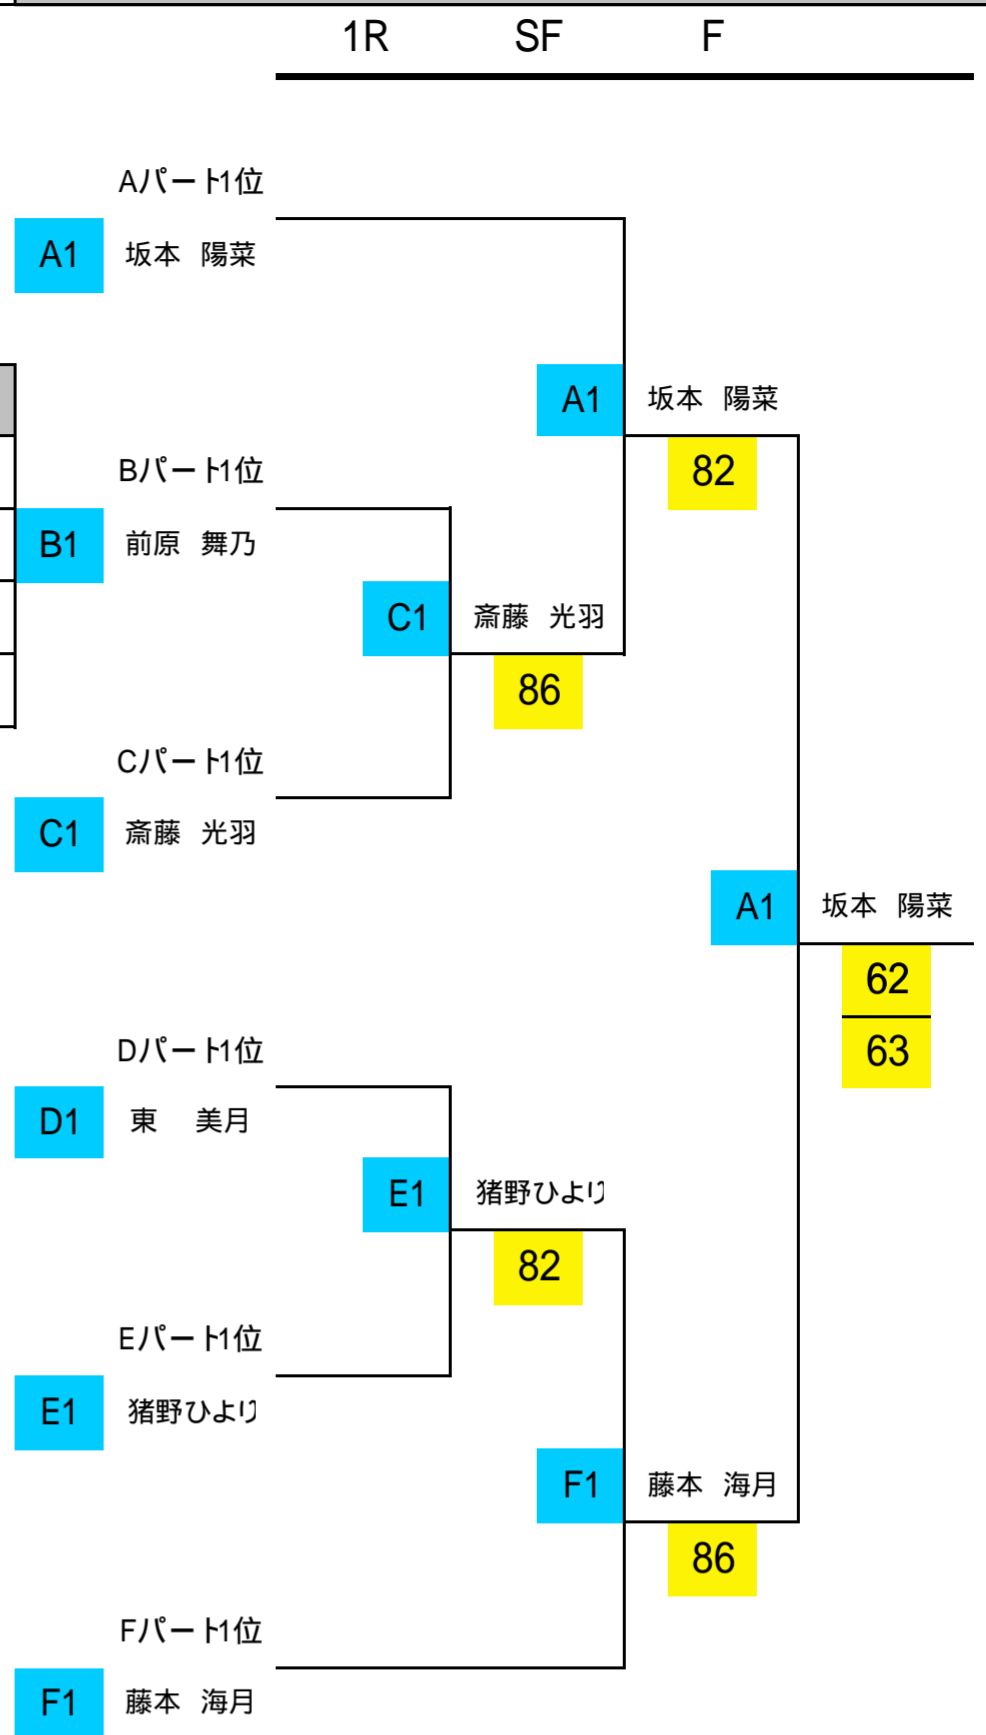 1R SF F
Aパート1位
A1 坂本 陽菜
A1 坂本 陽菜
82
Bパート1位
B1 前原 舞乃
C1 斎藤 光羽
86
Cパート1位
C1 斎藤 光羽
A1 坂本 陽菜
62
63
Dパート1位
D1 東 美月
E1 猪野ひより
82
Eパート1位
E1 猪野ひより
F1 藤本 海月
86
Fパート1位
F1 藤本 海月